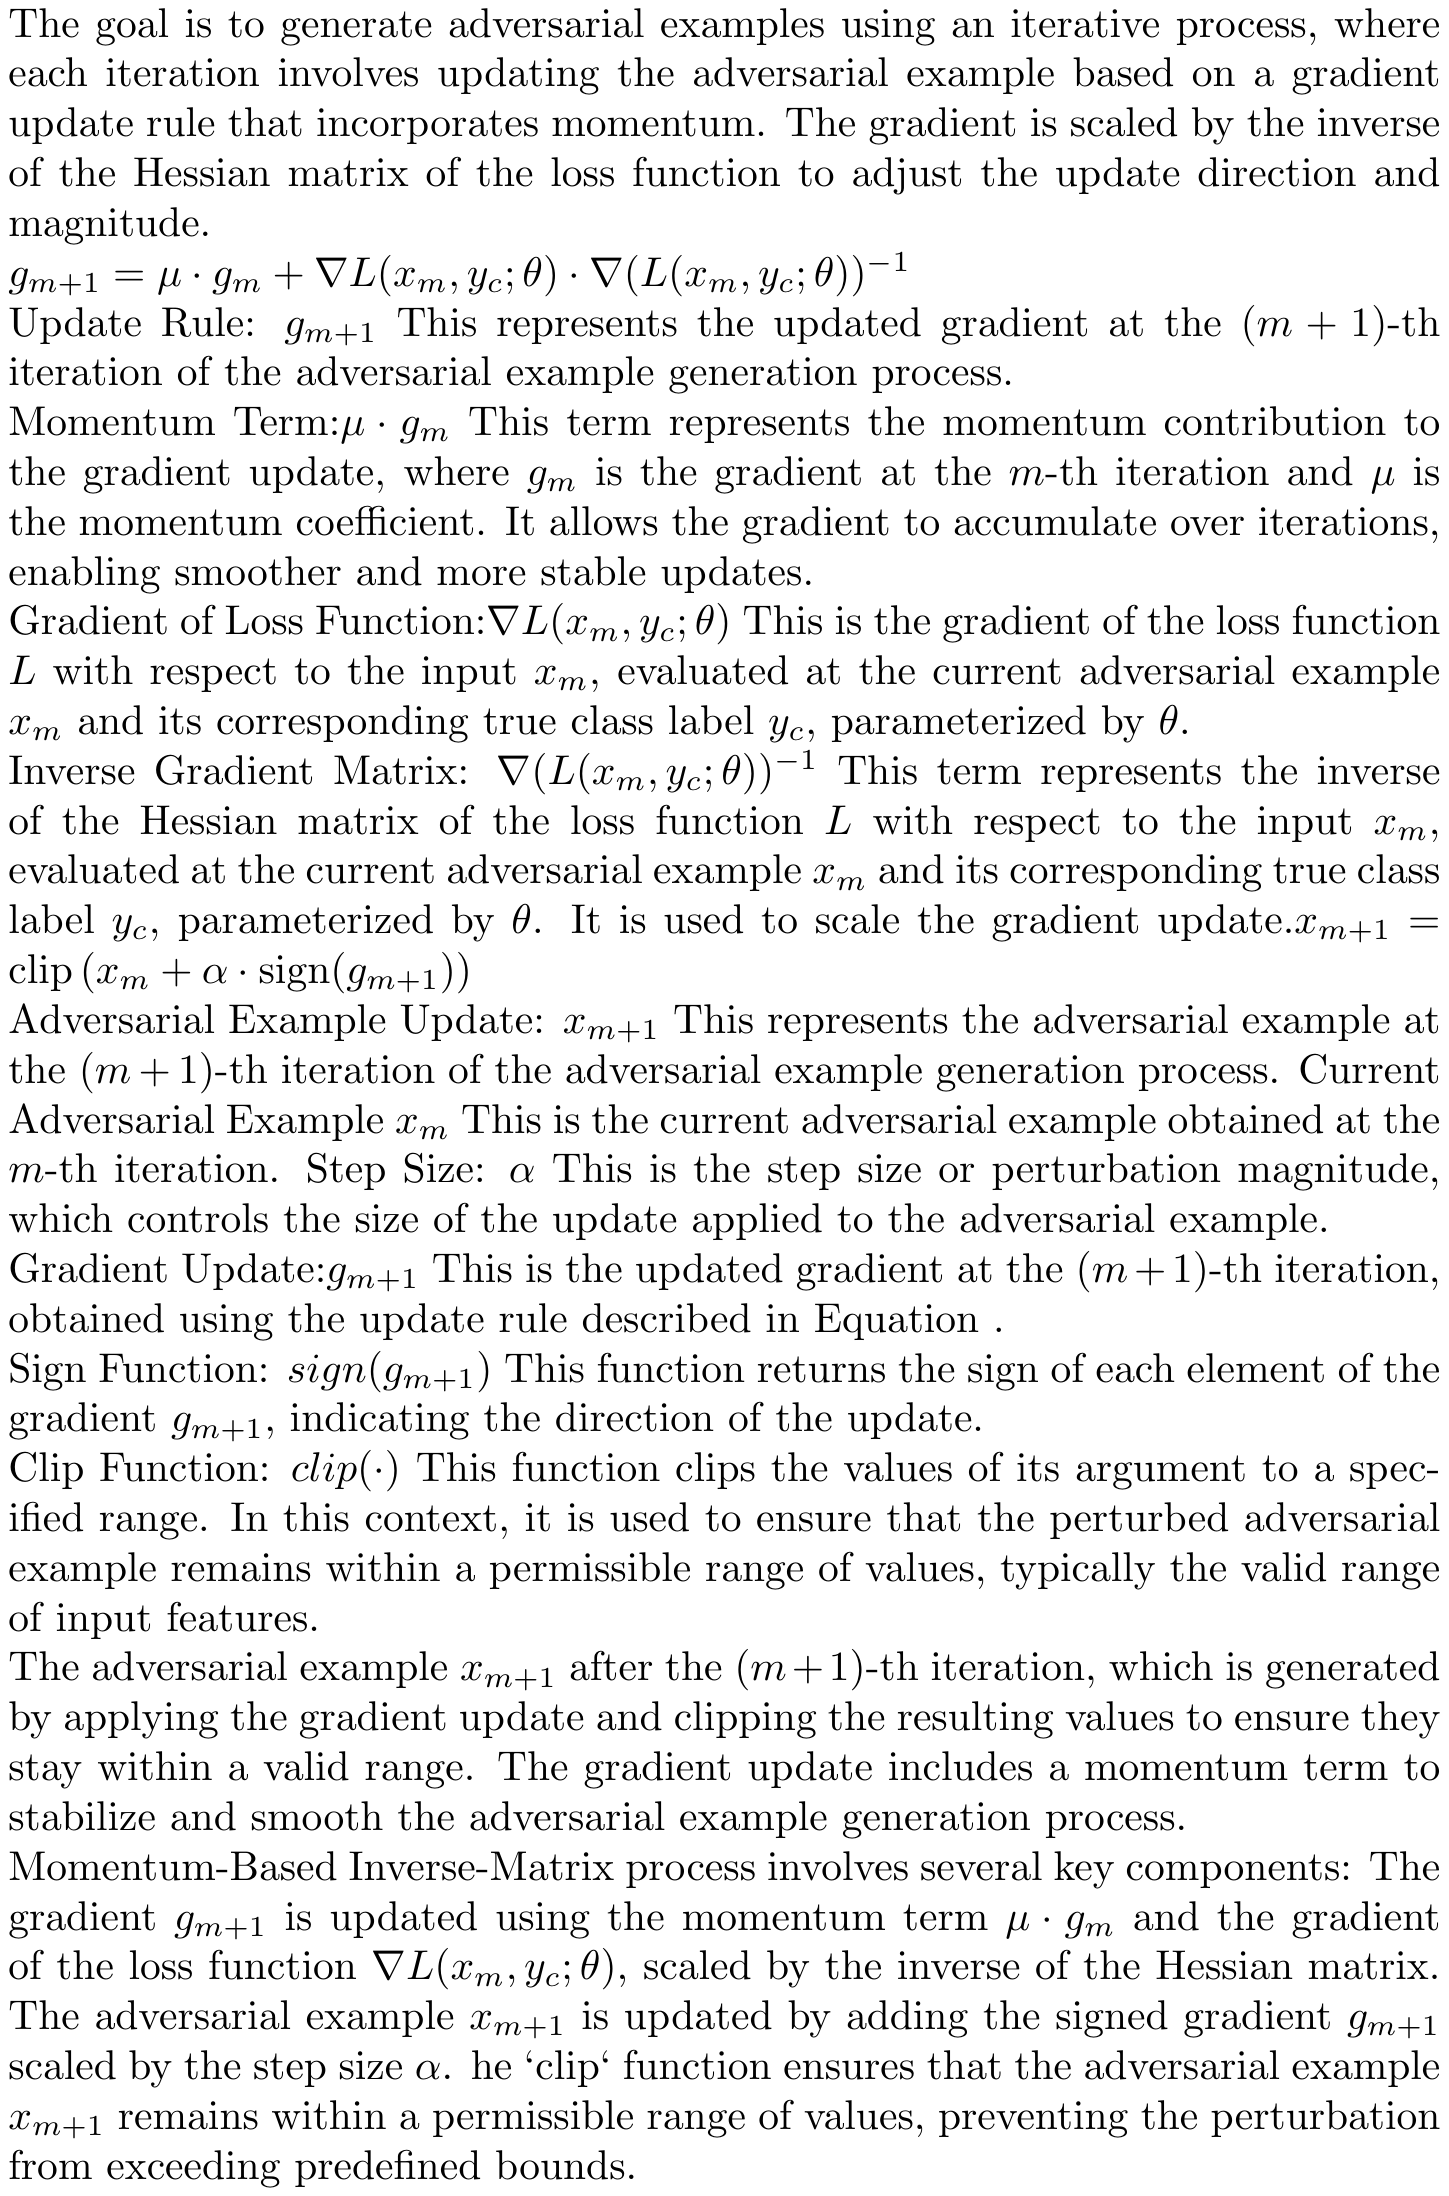 The goal is to generate adversarial examples using an iterative process, where
each iteration involves updating the adversarial example based on a gradient
update rule that incorporates momentum. The gradient is scaled by the inverse
of the Hessian matrix of the loss function to adjust the update direction and
magnitude.
$g_{m+1} = \mu \cdot g_m + \nabla L(x_m, y_c; \theta) \cdot \nabla(L(x_m, y_c; \theta))^{-1}$
Update Rule: $g_{m+1}$ This represents the updated gradient at the $(m + 1)$-th
iteration of the adversarial example generation process.
Momentum Term:$\mu \cdot g_m$ This term represents the momentum contribution to
the gradient update, where $g_m$ is the gradient at the $m$-th iteration and $\mu$ is
the momentum coefficient. It allows the gradient to accumulate over iterations,
enabling smoother and more stable updates.
Gradient of Loss Function:$\nabla L(x_m, y_c; \theta)$ This is the gradient of the loss function
$L$ with respect to the input $x_m$, evaluated at the current adversarial example
$x_m$ and its corresponding true class label $y_c$, parameterized by $\theta$.
Inverse Gradient Matrix: $\nabla(L(x_m, y_c; \theta))^{-1}$ This term represents the inverse
of the Hessian matrix of the loss function $L$ with respect to the input $x_m$,
evaluated at the current adversarial example $x_m$ and its corresponding true class
label $y_c$, parameterized by $\theta$. It is used to scale the gradient update.$x_{m+1} =$
$\text{clip}(x_m + \alpha \cdot \text{sign}(g_{m+1}))$
Adversarial Example Update: $x_{m+1}$ This represents the adversarial example at
the $(m + 1)$-th iteration of the adversarial example generation process. Current
Adversarial Example $x_m$ This is the current adversarial example obtained at the
$m$-th iteration. Step Size: $\alpha$ This is the step size or perturbation magnitude,
which controls the size of the update applied to the adversarial example.
Gradient Update:$g_{m+1}$ This is the updated gradient at the $(m+1)$-th iteration,
obtained using the update rule described in Equation .
Sign Function: $sign(g_{m+1})$ This function returns the sign of each element of the
gradient $g_{m+1}$, indicating the direction of the update.
Clip Function: $clip(\cdot)$ This function clips the values of its argument to a spec-
ified range. In this context, it is used to ensure that the perturbed adversarial
example remains within a permissible range of values, typically the valid range
of input features.
The adversarial example $x_{m+1}$ after the $(m+1)$-th iteration, which is generated
by applying the gradient update and clipping the resulting values to ensure they
stay within a valid range. The gradient update includes a momentum term to
stabilize and smooth the adversarial example generation process.
Momentum-Based Inverse-Matrix process involves several key components: The
gradient $g_{m+1}$ is updated using the momentum term $\mu \cdot g_m$ and the gradient
of the loss function $\nabla L(x_m, y_c; \theta)$, scaled by the inverse of the Hessian matrix.
The adversarial example $x_{m+1}$ is updated by adding the signed gradient $g_{m+1}$
scaled by the step size $\alpha$. he ‘clip‘ function ensures that the adversarial example
$x_{m+1}$ remains within a permissible range of values, preventing the perturbation
from exceeding predefined bounds.